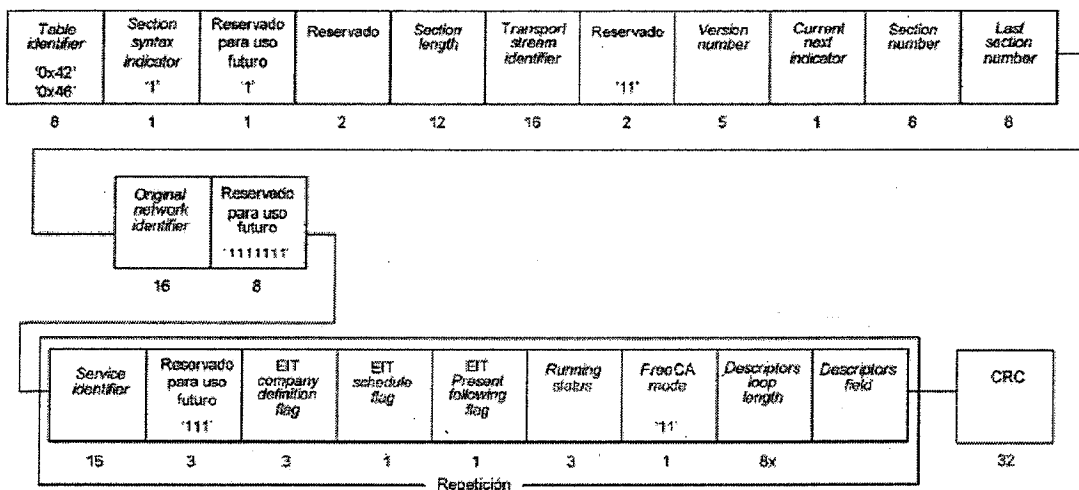 Table identifier '0x42' '0x46'
Section syntax indicator '1'
Reservado para uso futuro '1'
Reservado
Section length
Transport stream identifier
Reservado '11'
Version number
Current next indicator
Section number
Last section number
8 1 1 2 12 16 2 5 1 8 8
Original network identifier
Reservado para uso futuro '1111111'
16 8
Service identifier
Reservado para uso futuro '111'
EIT company definition flag
EIT schedule flag
EIT Present following flag
Running status
FreeCA mode '11'
Descriptors loop length
Descriptors field
CRC
3 3 1 1 3 1 8x 32
Repetición